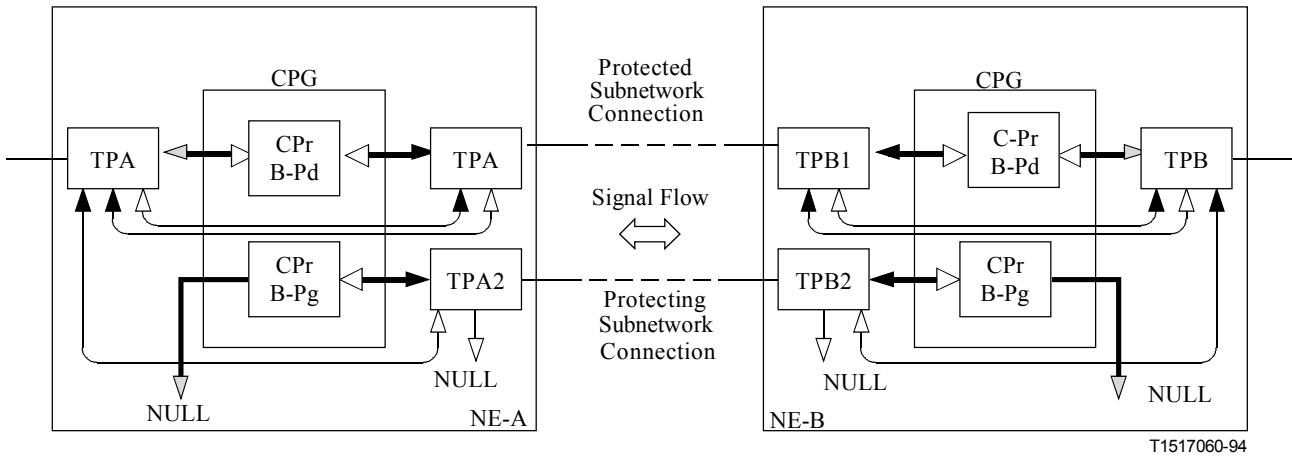 CPG
TPA
CPr
B-Pd
TPA
CPr
B-Pg
TPA2
NULL
NULL
NE-A
Protected
Subnetwork
Connection
Signal Flow
Protecting
Subnetwork
Connection
CPG
TPB1
C-Pr
B-Pd
TPB
TPB2
CPr
B-Pg
NULL
NULL
NE-B
T1517060-94